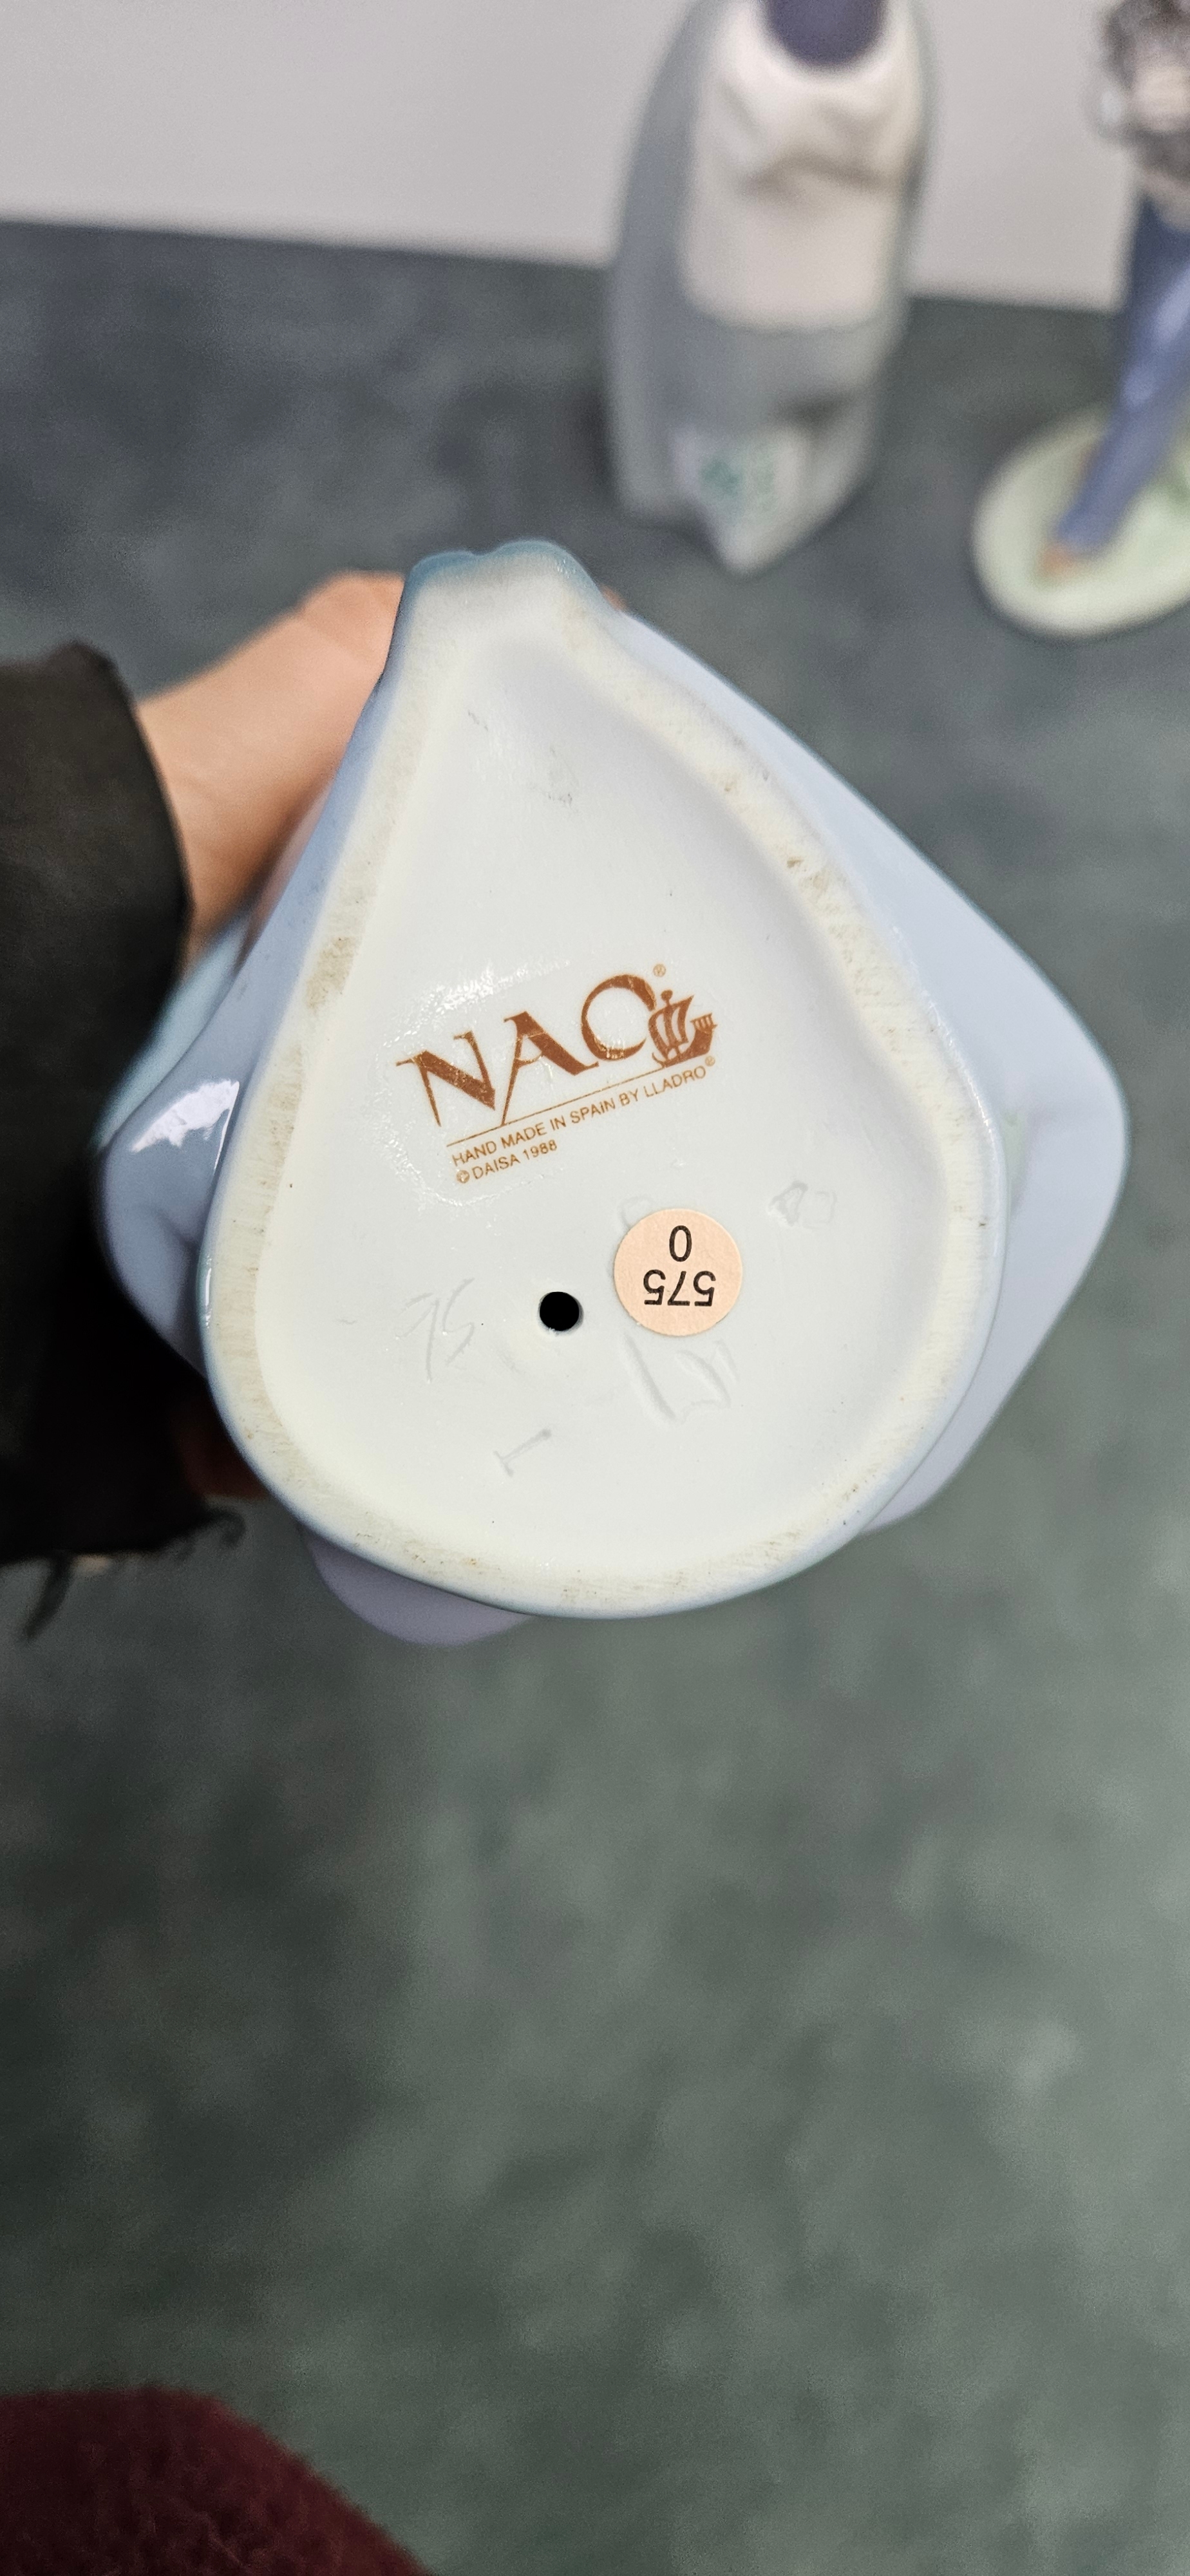 NAO®
HAND MADE IN SPAIN BY LLADRO®
© DAISA 1988
575
0